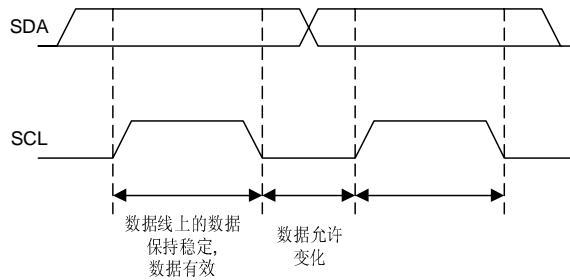 SDA
SCL
数据线上的数据
保持稳定,
数据有效
数据允许
变化